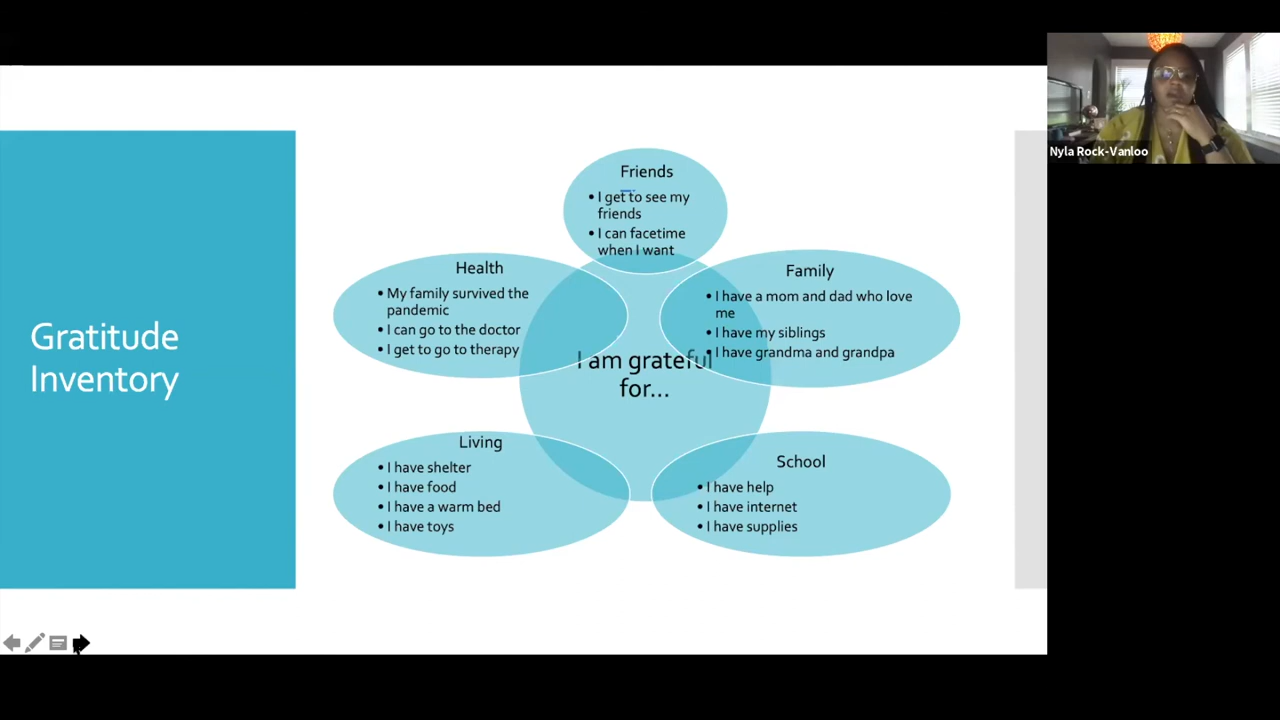 Gratitude
Inventory
Friends
• I get to see my
friends
• I can facetime
when I want
Health
• My family survived the
pandemic
• I can go to the doctor
• I get to go to therapy
Family
• I have a mom and dad who love
me
• I have my siblings
• I have grandma and grandpa
I am grateful
for...
Living
• I have shelter
• I have food
• I have a warm bed
• I have toys
School
• I have help
• I have internet
• I have supplies
Nyla Rock-Vanloo